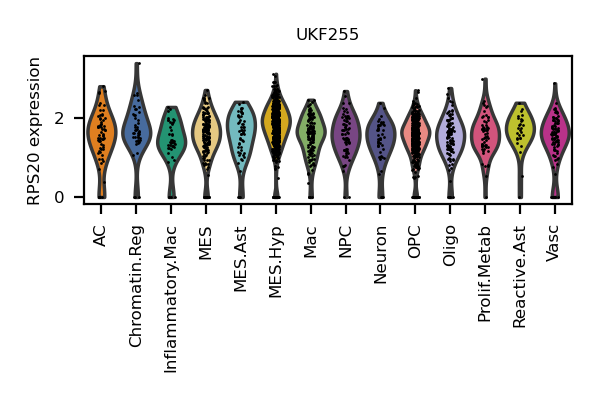 UKF255
RPS20 expression
2
0
AC
Chromatin.Reg
Inflammatory.Mac
MES
MES.Ast
MES.Hyp
Mac
NPC
Neuron
OPC
Oligo
Prolif.Metab
Reactive.Ast
Vasc